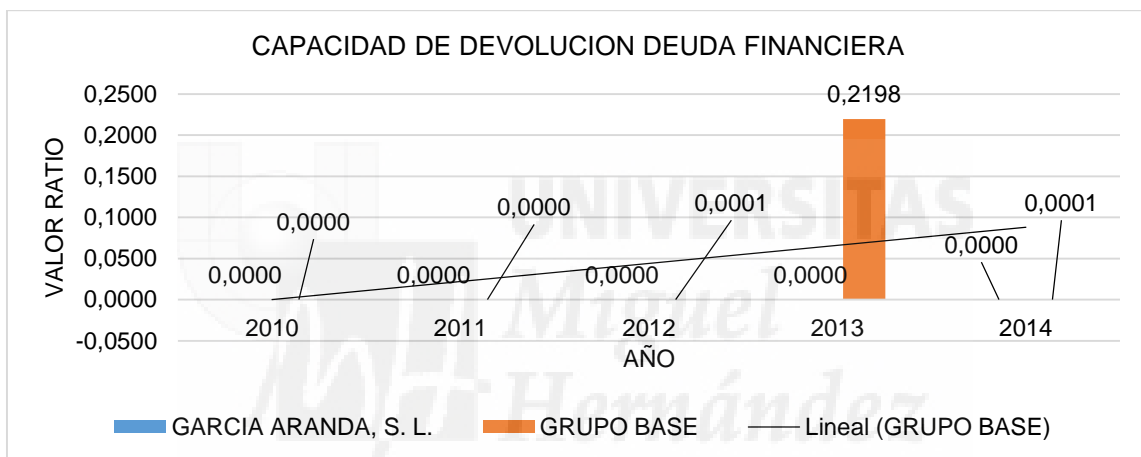 CAPACIDAD DE DEVOLUCION DEUDA FINANCIERA
VALOR RATIO
0,2500
0,2000
0,1500
0,1000
0,0500
0,0000
-0,0500
0,2198
0,0000
0,0000
0,0001
0,0001
0,0000
0,0000
0,0000
0,0000
0,0000
2010
2011
2012
2013
2014
AÑO
GARCIA ARANDA, S. L.
GRUPO BASE
Lineal (GRUPO BASE)
UNIVERSITAS
Miguel
Hernández